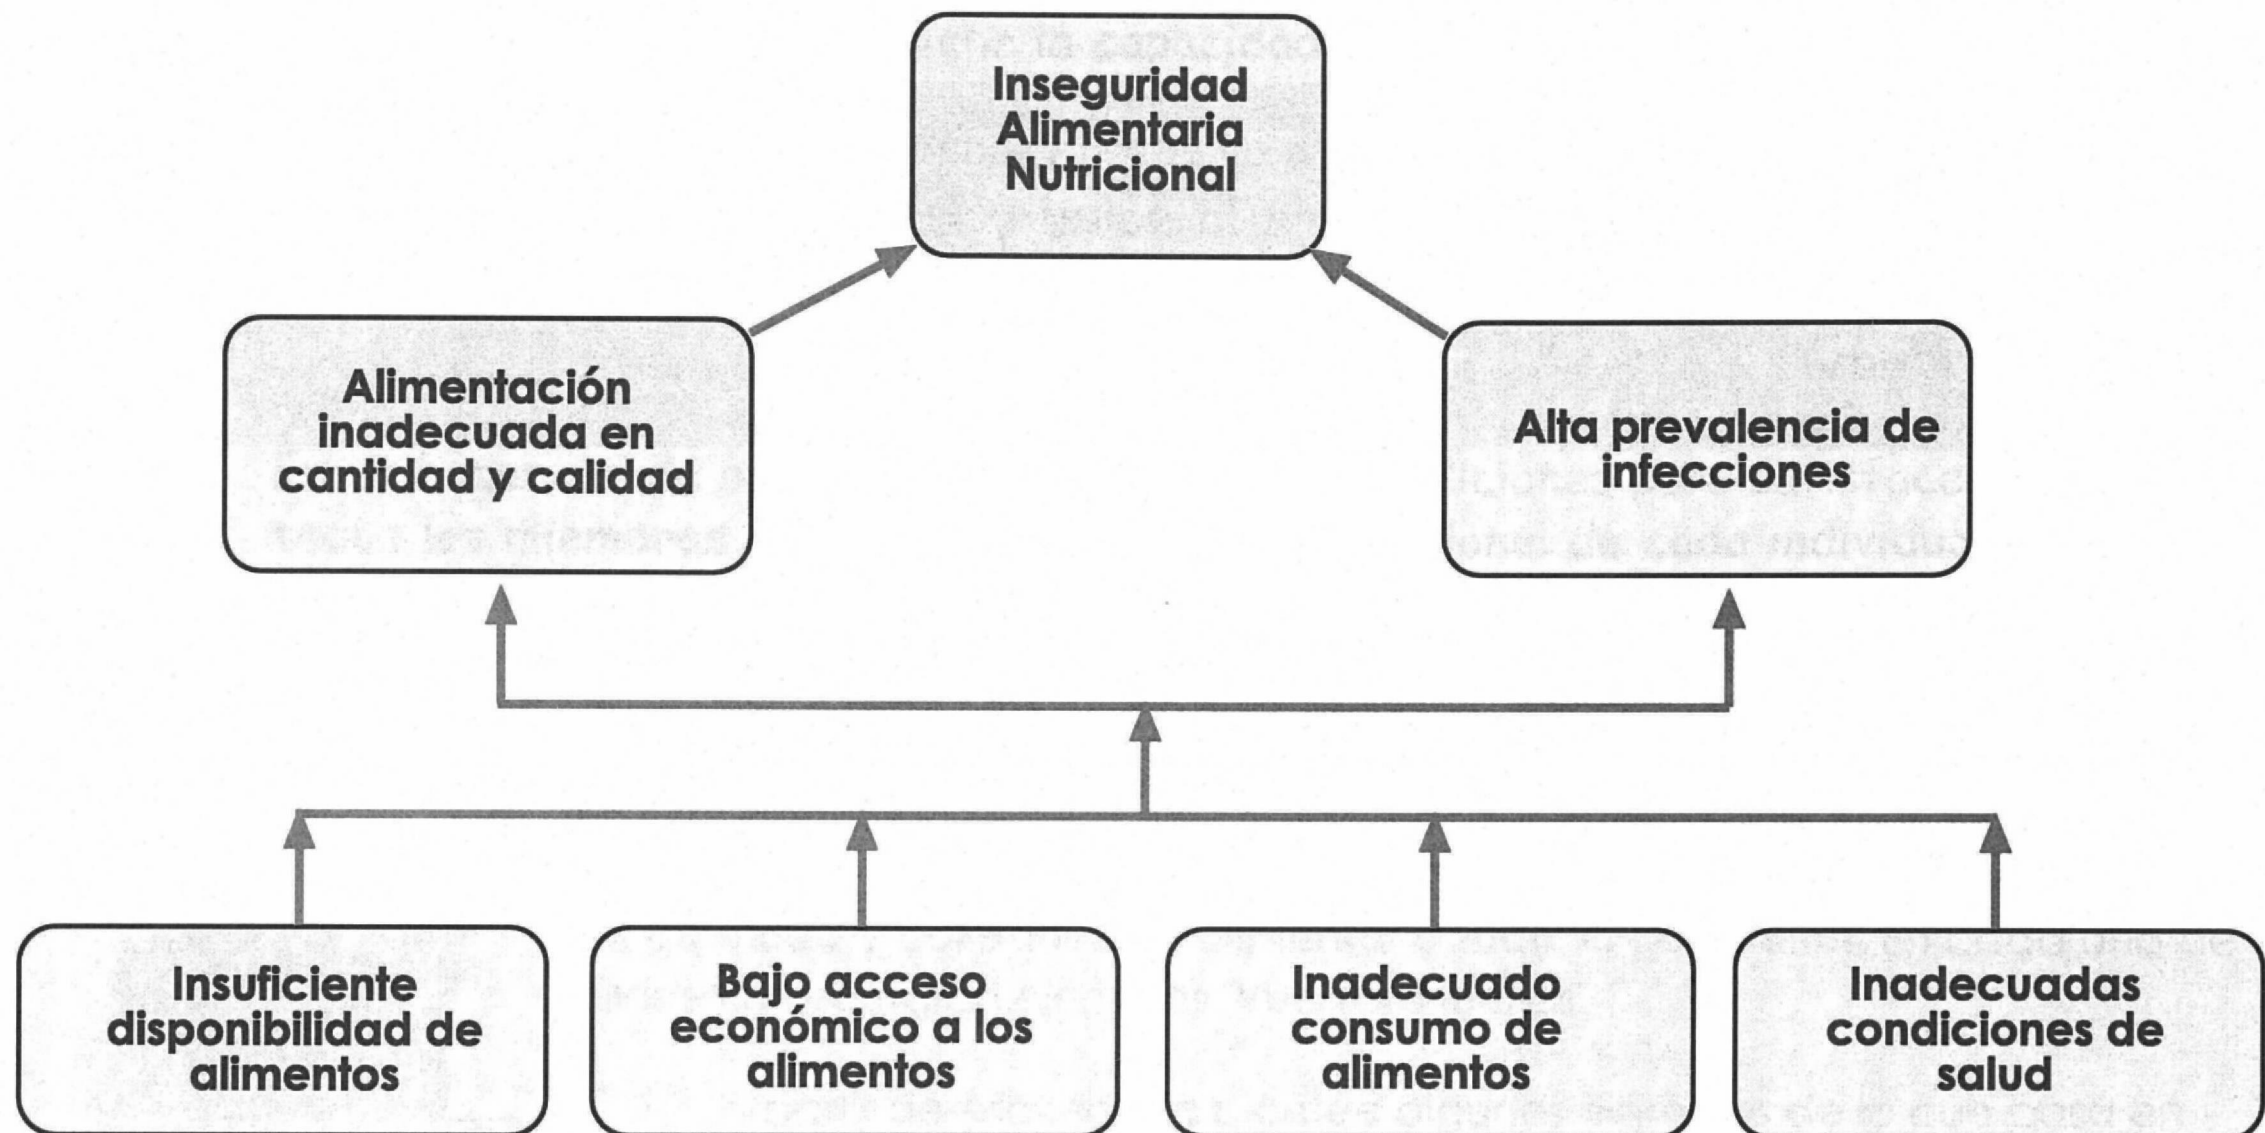 Inseguridad
Alimentaria
Nutricional
Alimentación
inadecuada en
cantidad y calidad
Alta prevalencia de
infecciones
Insuficiente
disponibilidad de
alimentos
Bajo acceso
económico a los
alimentos
Inadecuado
consumo de
alimentos
Inadecuadas
condiciones de
salud